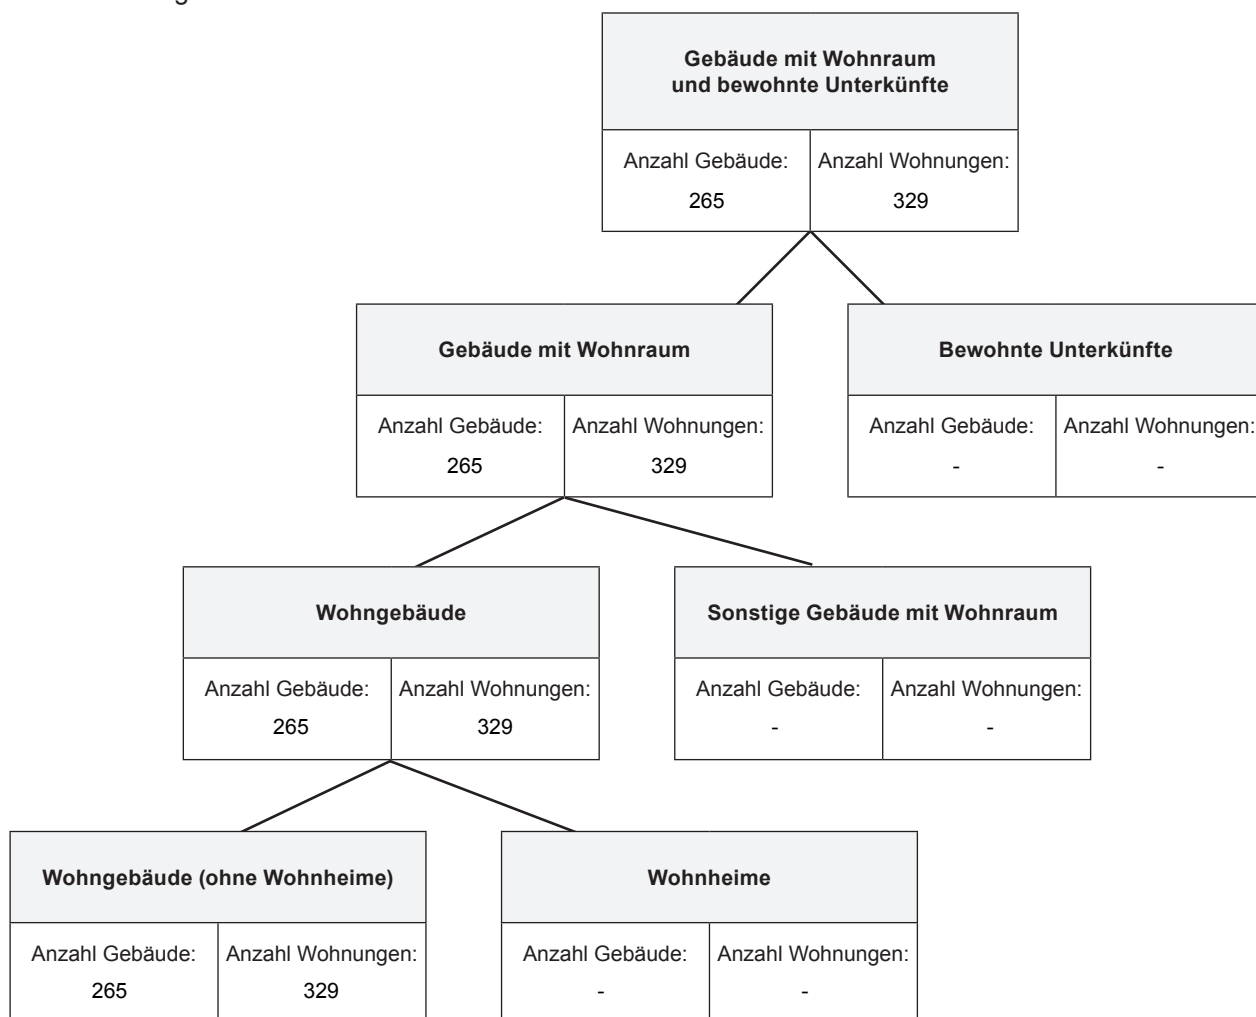 Gebäude mit Wohnraum
und bewohnte Unterkünfte
Anzahl Gebäude: Anzahl Wohnungen:
265 329
Gebäude mit Wohnraum
Anzahl Gebäude: Anzahl Wohnungen:
265 329
Bewohnte Unterkünfte
Anzahl Gebäude: Anzahl Wohnungen:
- -
Wohngebäude
Anzahl Gebäude: Anzahl Wohnungen:
265 329
Sonstige Gebäude mit Wohnraum
Anzahl Gebäude: Anzahl Wohnungen:
- -
Wohngebäude (ohne Wohnheime)
Anzahl Gebäude: Anzahl Wohnungen:
265 329
Wohnheime
Anzahl Gebäude: Anzahl Wohnungen:
- -